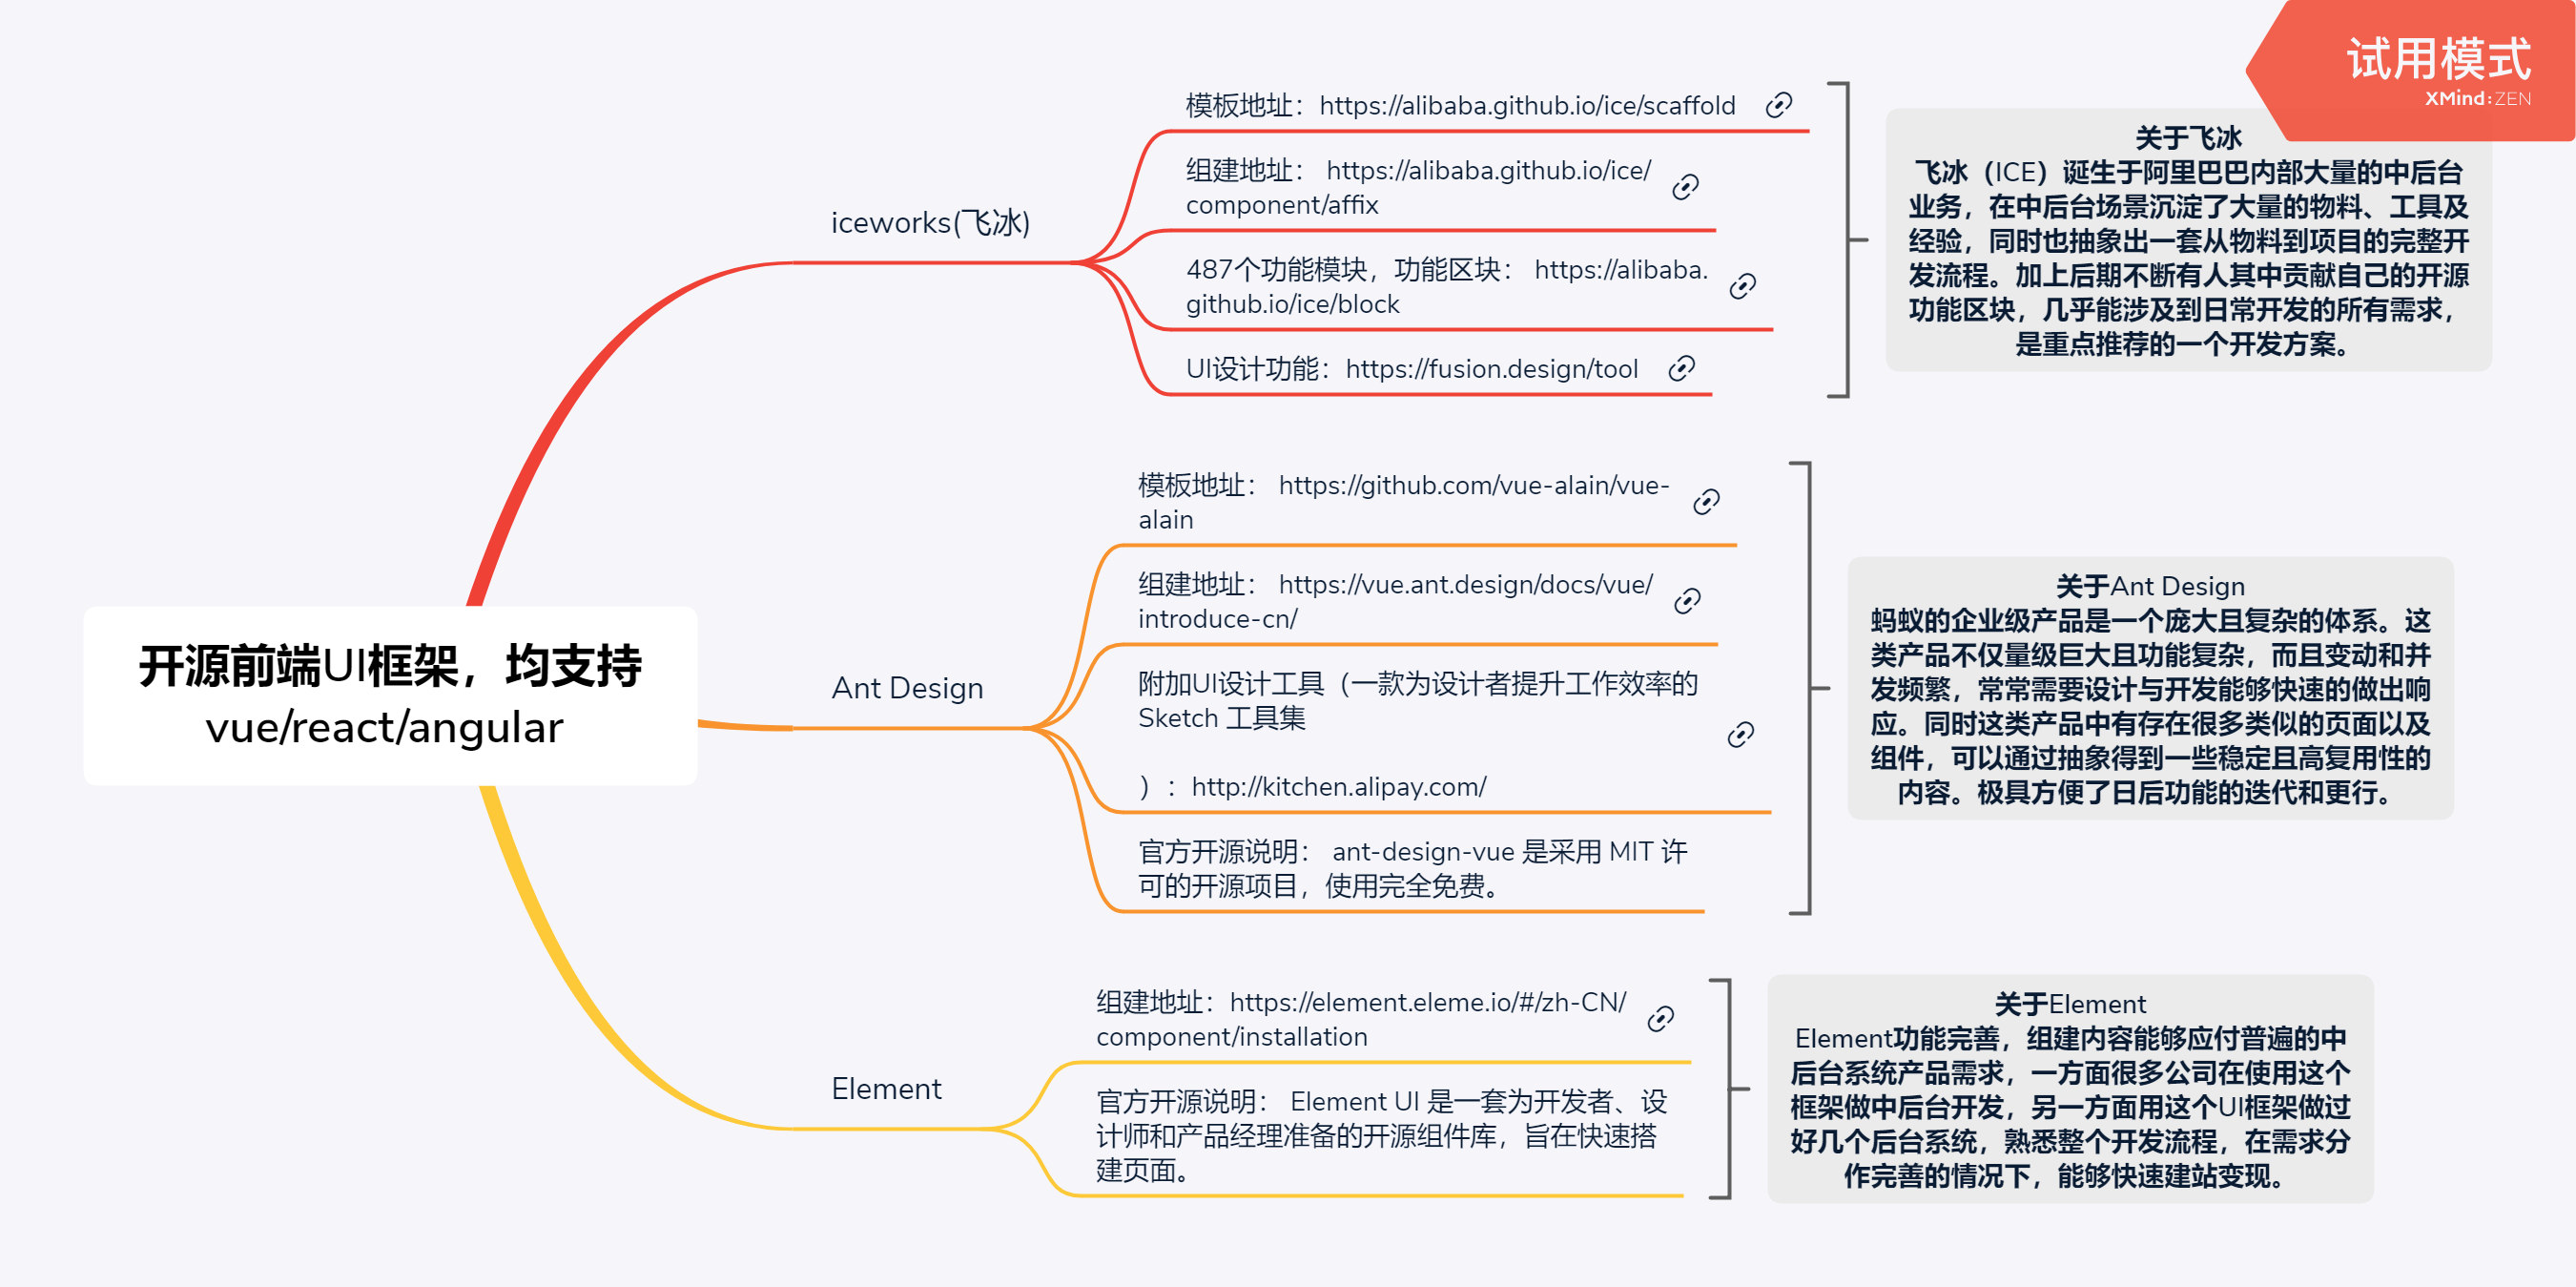 试用模式
XMind:ZEN
开源前端UI框架，均支持
vue/react/angular
iceworks(飞冰)
模板地址：https://alibaba.github.io/ice/scaffold
组建地址： https://alibaba.github.io/ice/
component/affix
487个功能模块，功能区块： https://alibaba.
github.io/ice/block
UI设计功能：https://fusion.design/tool
关于飞冰
飞冰（ICE）诞生于阿里巴巴内部大量的中后台
业务，在中后台场景沉淀了大量的物料、工具及
经验，同时也抽象出一套从物料到项目的完整开
发流程。加上后期不断有人其中贡献自己的开源
功能区块，几乎能涉及到日常开发的所有需求，
是重点推荐的一个开发方案。
Ant Design
模板地址： https://github.com/vue-alain/vue-
alain
组建地址： https://vue.ant.design/docs/vue/
introduce-cn/
附加UI设计工具（一款为设计者提升工作效率的
Sketch 工具集
）：http://kitchen.alipay.com/
官方开源说明： ant-design-vue 是采用 MIT 许
可的开源项目，使用完全免费。
关于Ant Design
蚂蚁的企业级产品是一个庞大且复杂的体系。这
类产品不仅量级巨大且功能复杂，而且变动和并
发频繁，常常需要设计与开发能够快速的做出响
应。同时这类产品中有存在很多类似的页面以及
组件，可以通过抽象得到一些稳定且高复用性的
内容。极具方便了日后功能的迭代和更行。
Element
组建地址：https://element.eleme.io/#/zh-CN/
component/installation
官方开源说明： Element UI 是一套为开发者、设
计师和产品经理准备的开源组件库，旨在快速搭
建页面。
关于Element
Element功能完善，组建内容能够应付普遍的中
后台系统产品需求，一方面很多公司在使用这个
框架做中后台开发，另一方面用这个UI框架做过
好几个后台系统，熟悉整个开发流程，在需求分
作完善的情况下，能够快速建站变现。